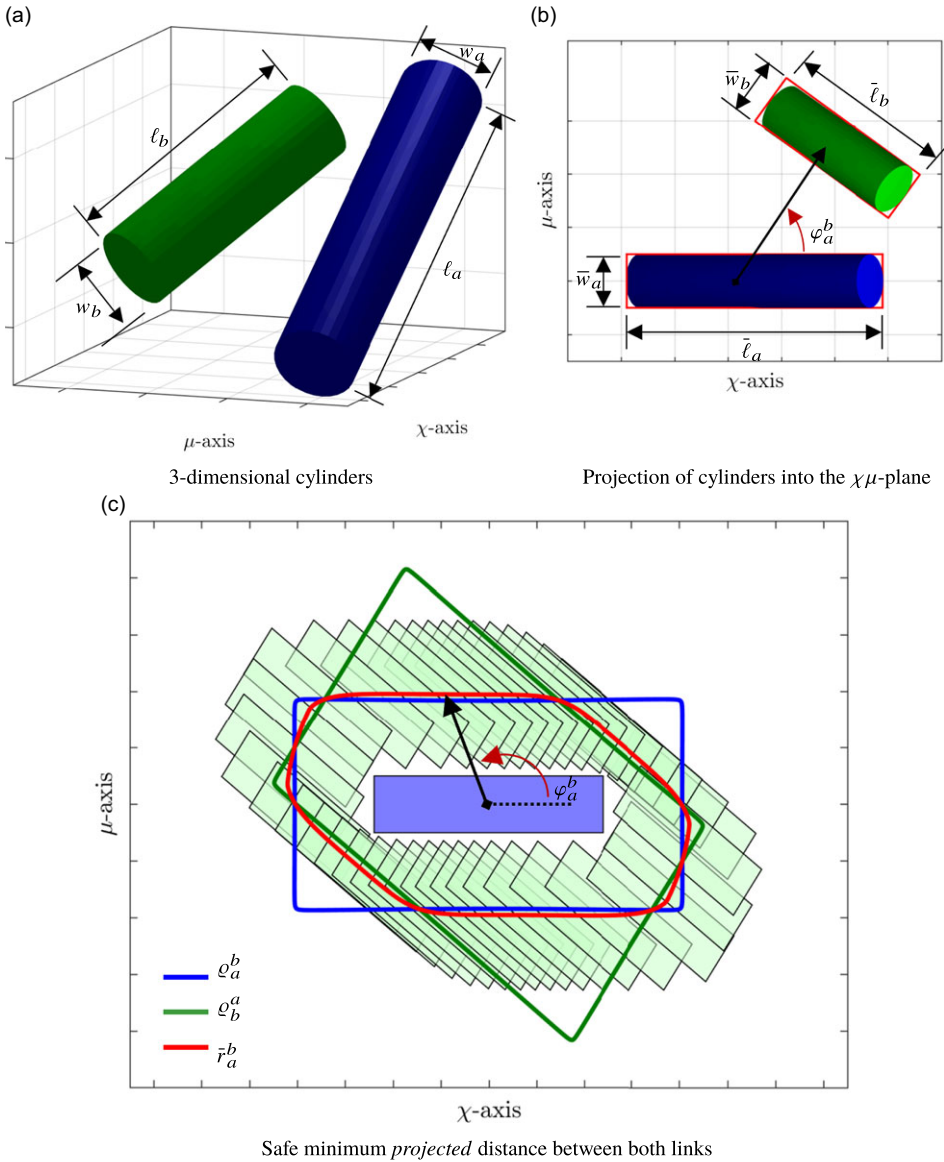 (a)
(b)
w_a
ℓ_b
ℓ_a
w_b
μ-axis
χ-axis
3-dimensional cylinders
w̅_b
ℓ̄_b
μ-axis
φ_a^b
w̅_a
ℓ̄_a
χ-axis
Projection of cylinders into the χμ-plane
(c)
μ-axis
φ_a^b
ϱ_a^b
ϱ_b^a
r̄_a^b
χ-axis
Safe minimum projected distance between both links